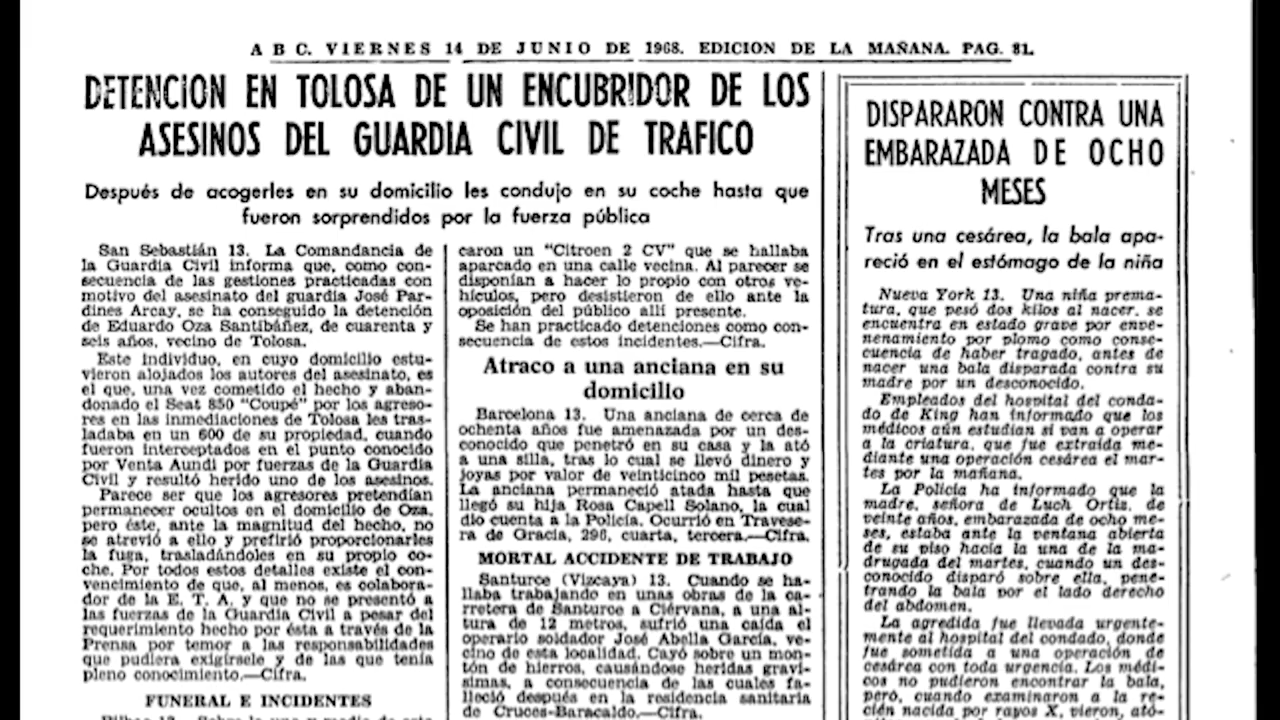 A B C. VIERNES 14 DE JUNIO DE 1968. EDICION DE LA MAÑANA. PAG. 81.
DETENCION EN TOLOSA DE UN ENCUBRIDOR DE LOS
ASESINOS DEL GUARDIA CIVIL DE TRAFICO
Después de acogerles en su domicilio les condujo en su coche hasta que
fueron sorprendidos por la fuerza pública
San Sebastián 13. La Comandancia de
la Guardia Civil informa que, como con-
secuencia de las gestiones practicadas con
motivo del asesinato del guardia José Par-
dines Arcay, se ha conseguido la detención
de Eduardo Oza Santibáñez, de cuarenta y
seis años, vecino de Tolosa.
Este individuo, en cuyo domicilio estu-
vieron alojados los autores del asesinato, es
el que, una vez cometido el hecho y aban-
donado el Seat 850 "Coupé" por los agreso-
res en las inmediaciones de Tolosa les tras-
ladaba en un 600 de su propiedad, cuando
fueron interceptados en el punto conocido
por Venta Aundi por fuerzas de la Guardia
Civil y resultó herido uno de los asesinos.
Parece ser que los agresores pretendían
permanecer ocultos en el domicilio de Oza,
pero éste, ante la magnitud del hecho, no
se atrevió a ello y prefirió proporcionarles
la fuga, trasladándoles en su propio co-
che. Por todos estos detalles existe el con-
vencimiento de que, al menos, es colabora-
dor de la E. T. A. y que no se presentó a
las fuerzas de la Guardia Civil a pesar del
requerimiento hecho por ésta a través de la
Prensa por temor a las responsabilidades
que pudiera exigírsele y de las que tenía
pleno conocimiento.—Cifra.
FUNERAL E INCIDENTES
caron un "Citroen 2 CV" que se hallaba
aparcado en una calle vecina. Al parecer se
disponían a hacer lo propio con otros ve-
hículos, pero desistieron de ello ante la
oposición del público allí presente.
Se han practicado detenciones como con-
secuencia de estos incidentes.—Cifra.
Atraco a una anciana en su
domicilio
Barcelona 13. Una anciana de cerca de
ochenta años fue amenazada por un des-
conocido que penetró en su casa y la ató
a una silla, tras lo cual se llevó dinero y
joyas por valor de veinticinco mil pesetas.
La anciana permaneció atada hasta que
llegó su hija Rosa Capell Solano, la cual
dio cuenta a la Policía. Ocurrió en Travese-
ra de Gracia, 296, cuarta, tercera.—Cifra.
MORTAL ACCIDENTE DE TRABAJO
Santurce (Vizcaya) 13. Cuando se ha-
llaba trabajando en unas obras de la ca-
rretera de Santurce a Ciérvana, a una al-
tura de 12 metros, sufrió una caída el
operario soldador José Abella García, ve-
cino de esta localidad. Cayó sobre un mon-
tón de hierros, causándose heridas graví-
simas, a consecuencia de las cuales fa-
lleció después en la residencia sanitaria
de Cruces-Baracaldo.—Cifra.
DISPARARON CONTRA UNA
EMBARAZADA DE OCHO
MESES
Tras una cesárea, la bala apa-
reció en el estómago de la niña
Nueva York 13. Una niña prema-
tura, que pesó dos kilos al nacer, se
encuentra en estado grave por enve-
nenamiento por plomo como conse-
cuencia de haber tragado, antes de
nacer una bala disparada contra su
madre por un desconocido.
Empleados del hospital del conda-
do de King han informado que los
médicos aún estudian si van a operar
a la criatura, que fue extraída me-
diante una operación cesárea el mar-
tes por la mañana.
La Policía ha informado que la
madre, señora de Luch Ortiz, de
veinte años, embarazada de ocho me-
ses, estaba ante la ventana abierta
de su piso hacia la una de la ma-
drugada del martes, cuando un des-
conocido disparó sobre ella, pene-
trando la bala por el lado derecho
del abdomen.
La agredida fue llevada urgente-
mente al hospital del condado, donde
fue sometida a una operación de
cesárea con toda urgencia. Los médi-
cos no pudieron encontrar la bala,
pero, cuando examinaron a la re-
cién nacida por rayos X, vieron, ató-